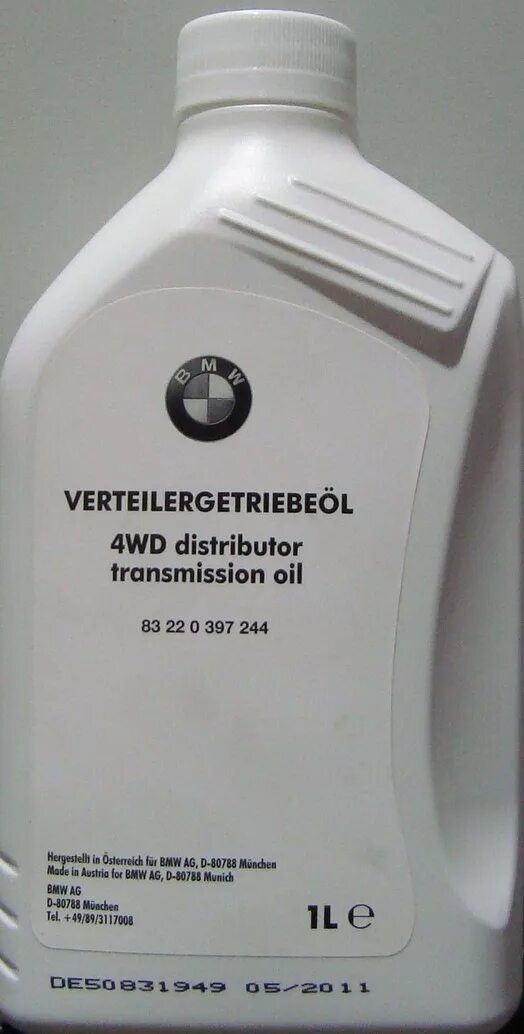 BMW
VERTEILERGETRIEBEÖL
4WD distributor
transmission oil
83 22 0 397 244
Hergestellt in Österreich für BMW AG, D-80788 München
Made in Austria for BMW AG, D-80788 Munich
BMW AG
D-80788 München
Tel. +49/89/3117008
1L ℮
DE50831949 05/2011